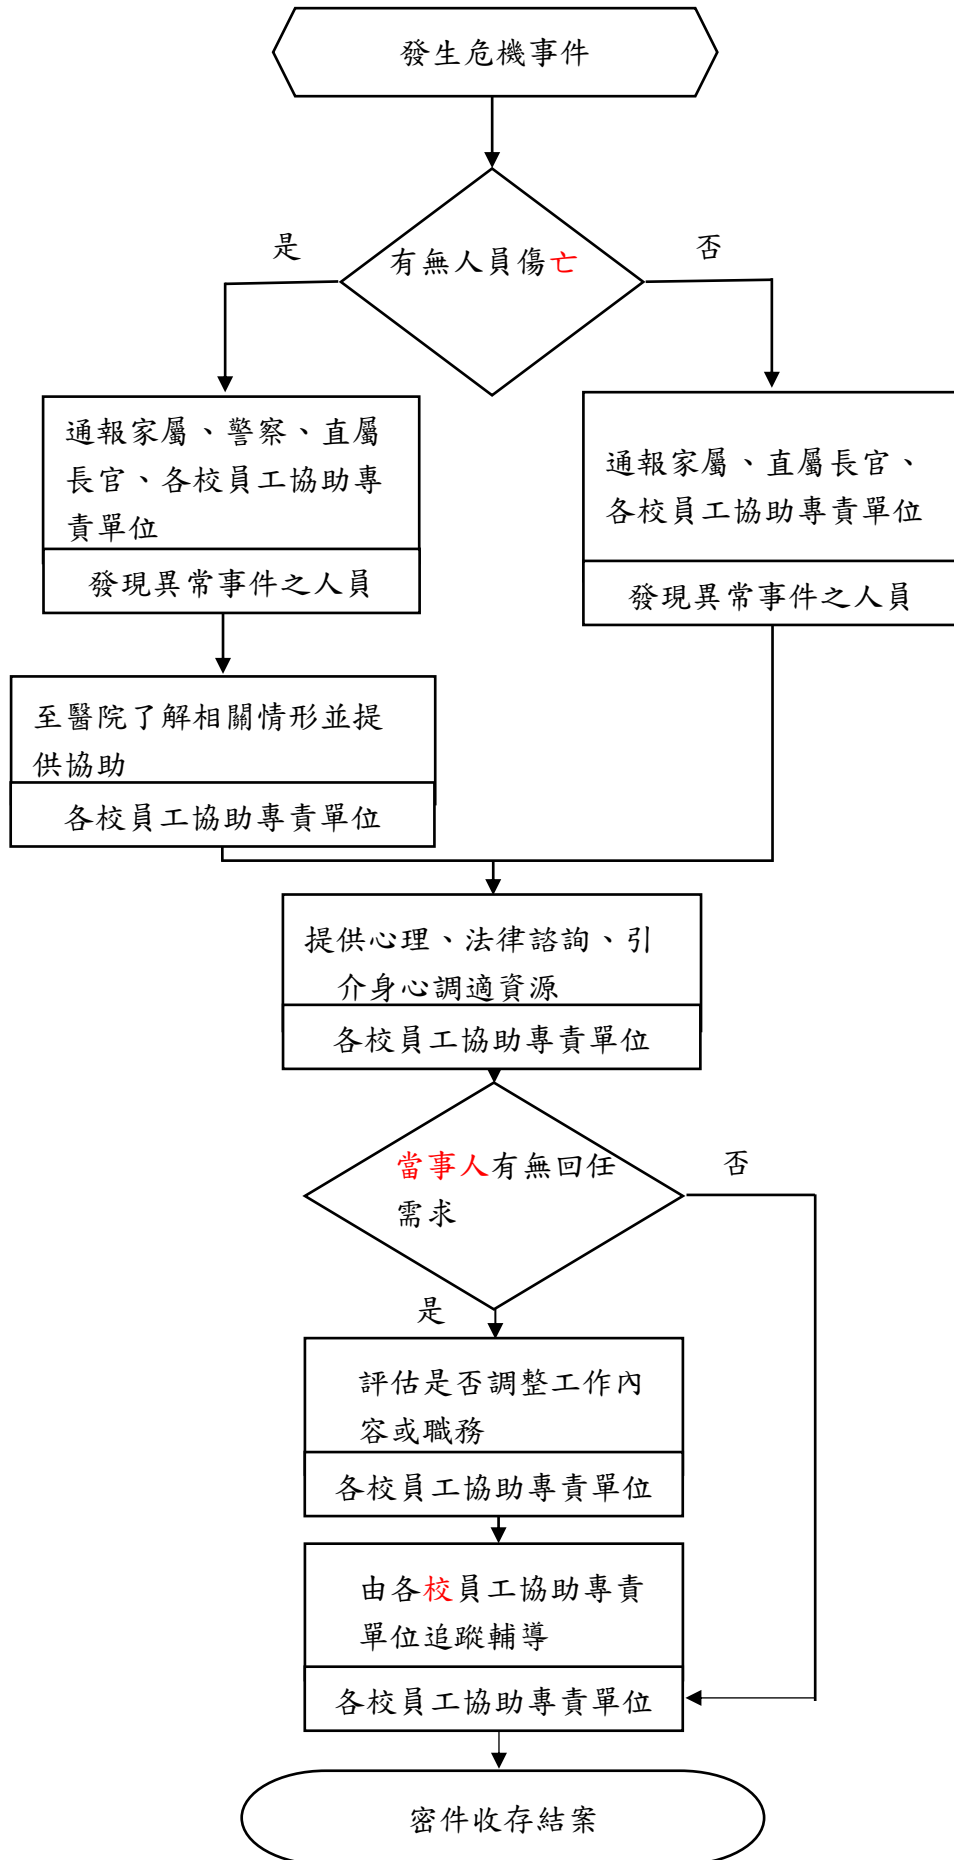 發生危機事件
有無人員傷亡
是
否
通報家屬、警察、直屬
長官、各校員工協助專
責單位
發現異常事件之人員
通報家屬、直屬長官、
各校員工協助專責單位
發現異常事件之人員
至醫院了解相關情形並提
供協助
各校員工協助專責單位
提供心理、法律諮詢、引
介身心調適資源
各校員工協助專責單位
當事人有無回任
需求
否
是
評估是否調整工作內
容或職務
各校員工協助專責單位
由各校員工協助專責
單位追蹤輔導
各校員工協助專責單位
密件收存結案